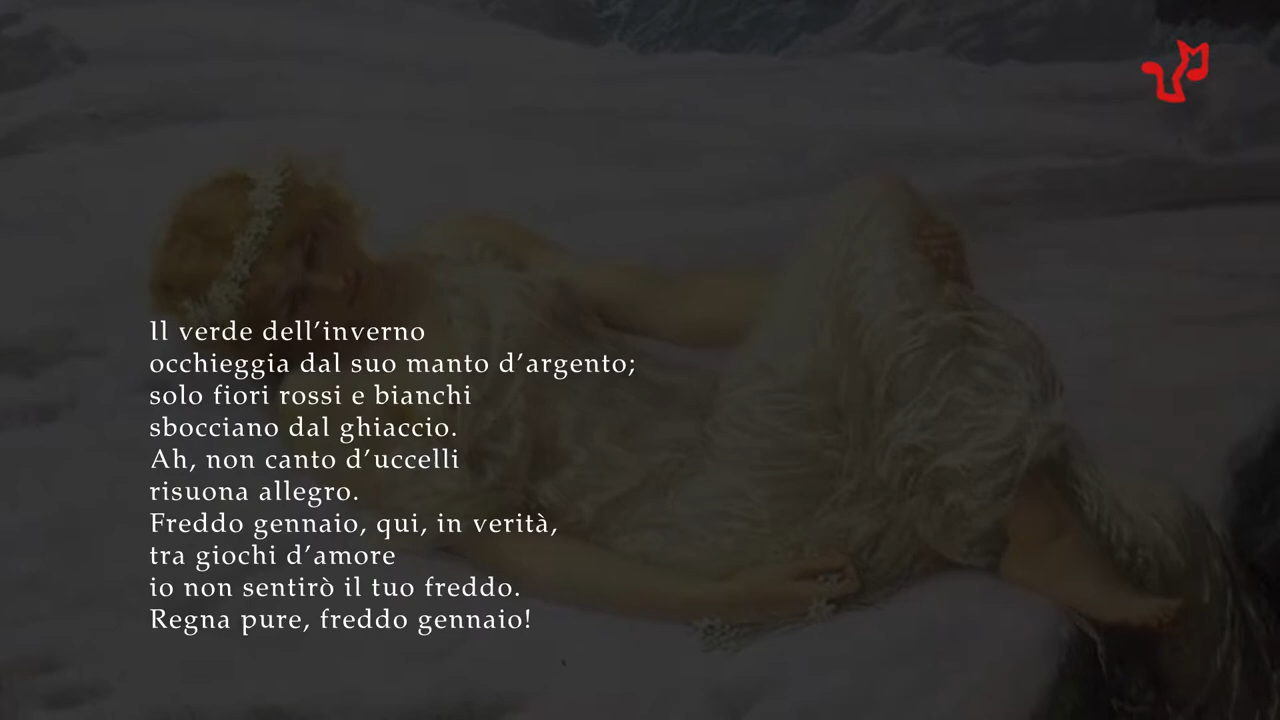 Il verde dell’inverno
occhieggia dal suo manto d’argento;
solo fiori rossi e bianchi
sbocciano dal ghiaccio.
Ah, non canto d’uccelli
risuona allegro.
Freddo gennaio, qui, in verità,
tra giochi d’amore
io non sentirò il tuo freddo.
Regna pure, freddo gennaio!